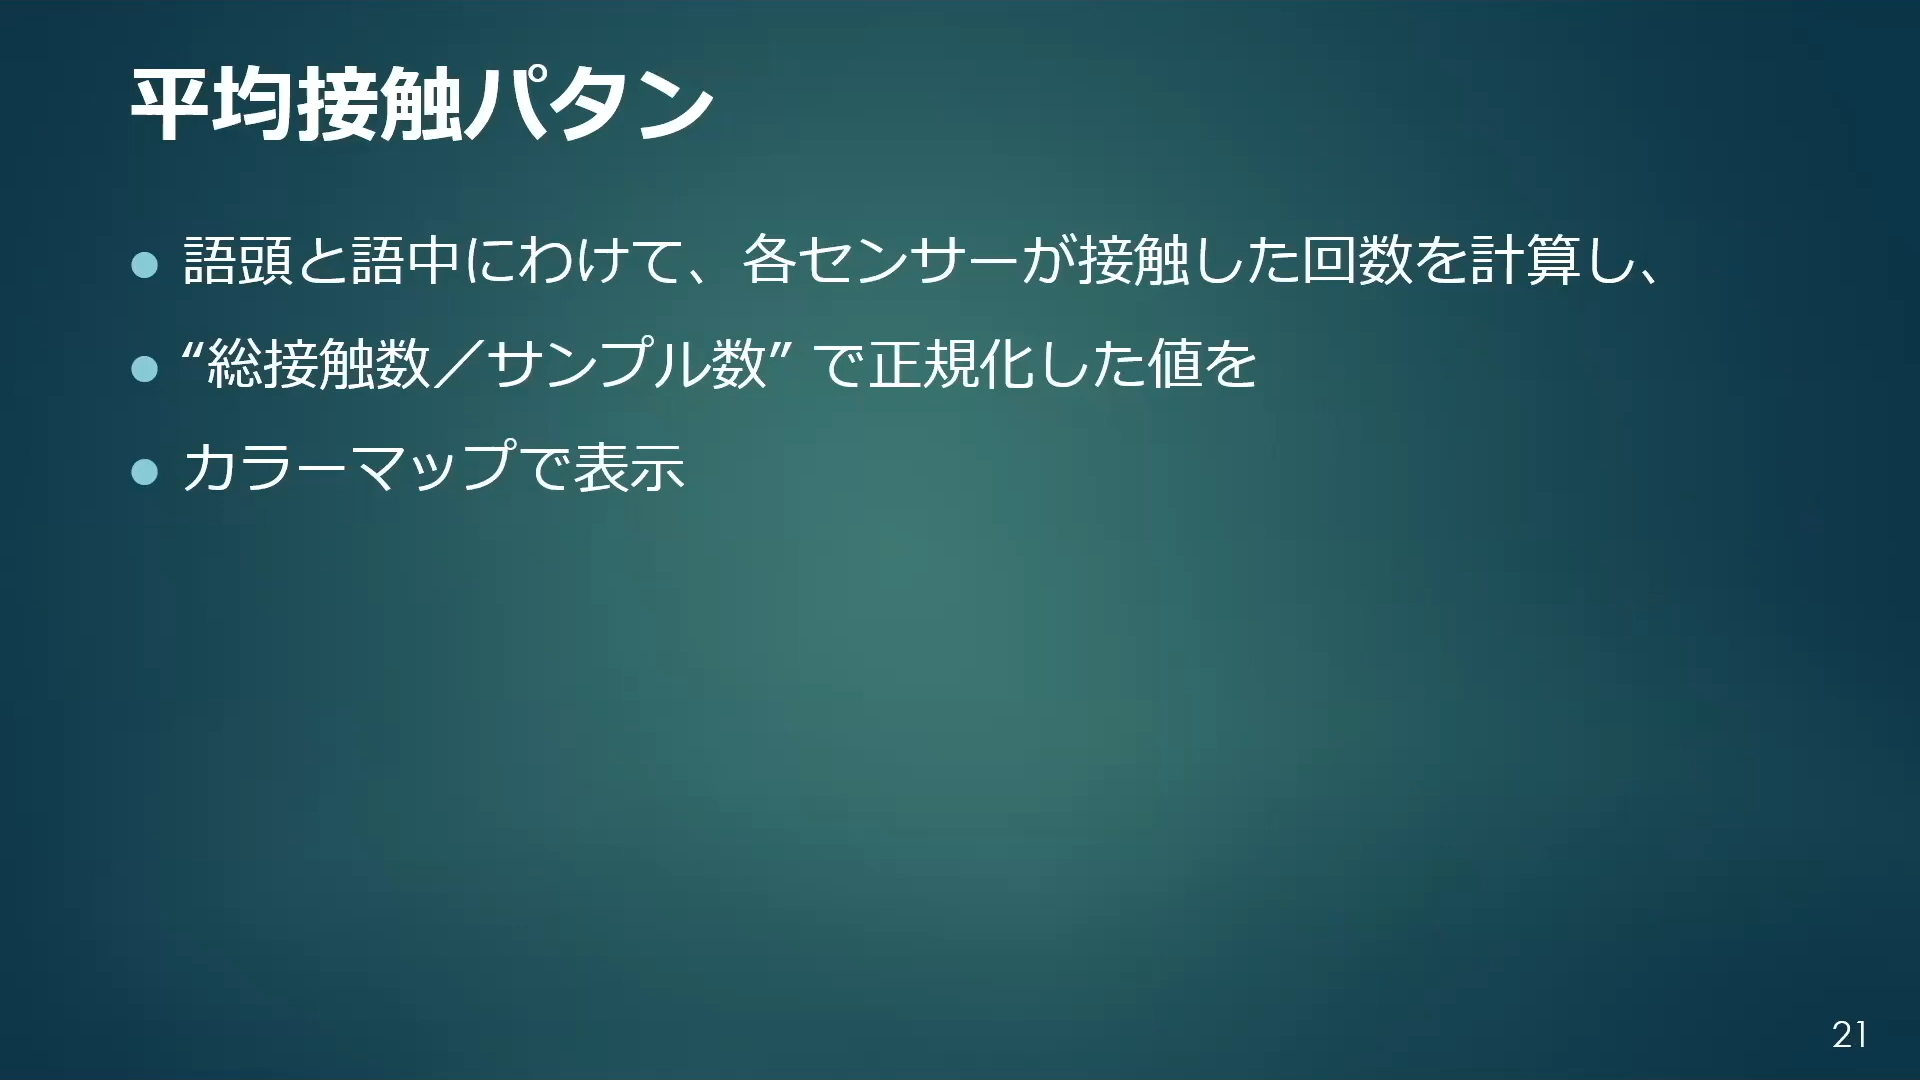 平均接触パタン
● 語頭と語中にわけて、各センサーが接触した回数を計算し、
● “総接触数／サンプル数” で正規化した値を
● カラーマップで表示
21